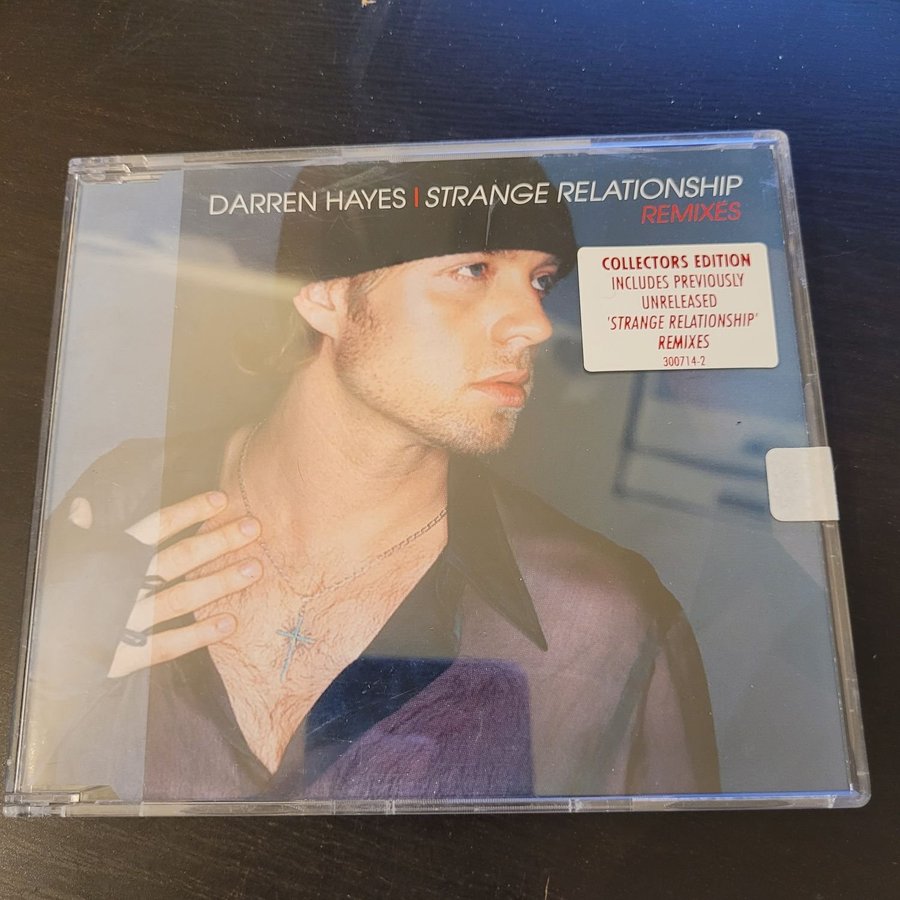 DARREN HAYES | STRANGE RELATIONSHIP
REMIXES
COLLECTORS EDITION
INCLUDES PREVIOUSLY
UNRELEASED
'STRANGE RELATIONSHIP'
REMIXES
300714-2